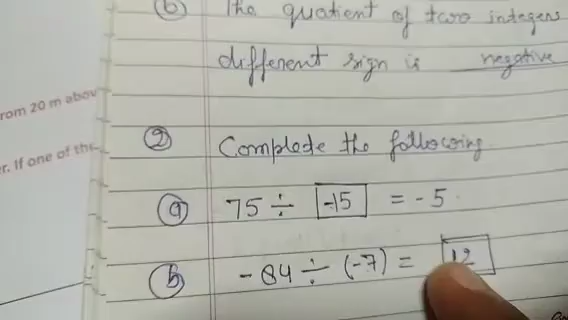 (b) The quotient of two integers
different sign is negative
rom 20 m abov
(2) Complete the following.
r. If one of the
(a) 75 ÷ -15 = -5
(b) -84 ÷ (-7) = 12